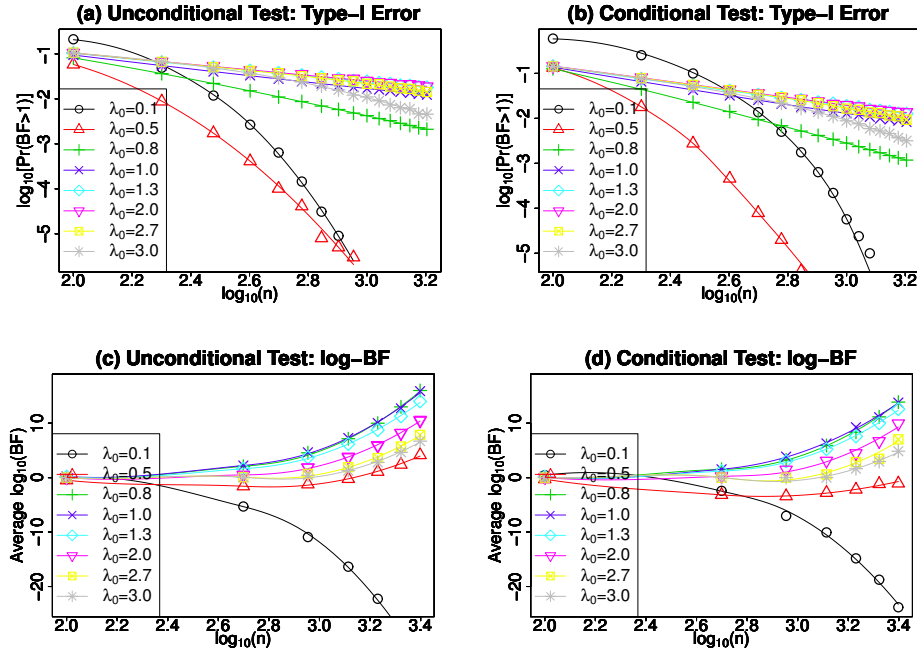 (a) Unconditional Test: Type−I Error
log₁₀[Pr(BF>1)]
−1
−2
−4
−5
λ₀=0.1
λ₀=0.5
λ₀=0.8
λ₀=1.0
λ₀=1.3
λ₀=2.0
λ₀=2.7
λ₀=3.0
2.0 2.2 2.4 2.6 2.8 3.0 3.2
log₁₀(n)
(b) Conditional Test: Type−I Error
log₁₀[Pr(BF>1)]
−1
−2
−3
−4
−5
λ₀=0.1
λ₀=0.5
λ₀=0.8
λ₀=1.0
λ₀=1.3
λ₀=2.0
λ₀=2.7
λ₀=3.0
2.0 2.2 2.4 2.6 2.8 3.0 3.2
log₁₀(n)
(c) Unconditional Test: log−BF
Average log₁₀(BF)
10
0
−10
−20
λ₀=0.1
λ₀=0.5
λ₀=0.8
λ₀=1.0
λ₀=1.3
λ₀=2.0
λ₀=2.7
λ₀=3.0
2.0 2.2 2.4 2.6 2.8 3.0 3.2 3.4
log₁₀(n)
(d) Conditional Test: log−BF
Average log₁₀(BF)
10
0
−10
−20
λ₀=0.1
λ₀=0.5
λ₀=0.8
λ₀=1.0
λ₀=1.3
λ₀=2.0
λ₀=2.7
λ₀=3.0
2.0 2.2 2.4 2.6 2.8 3.0 3.2 3.4
log₁₀(n)